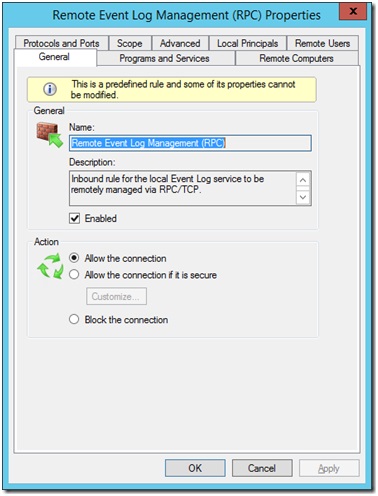 Remote Event Log Management (RPC) Properties
x
Protocols and Ports Scope Advanced Local Principals Remote Users
General Programs and Services Remote Computers
This is a predefined rule and some of its properties cannot
be modified.
General
Name:
Remote Event Log Management (RPC)
Description:
Inbound rule for the local Event Log service to be
remotely managed via RPC/TCP.
Enabled
Action
Allow the connection
Allow the connection if it is secure
Customize...
Block the connection
OK Cancel Apply